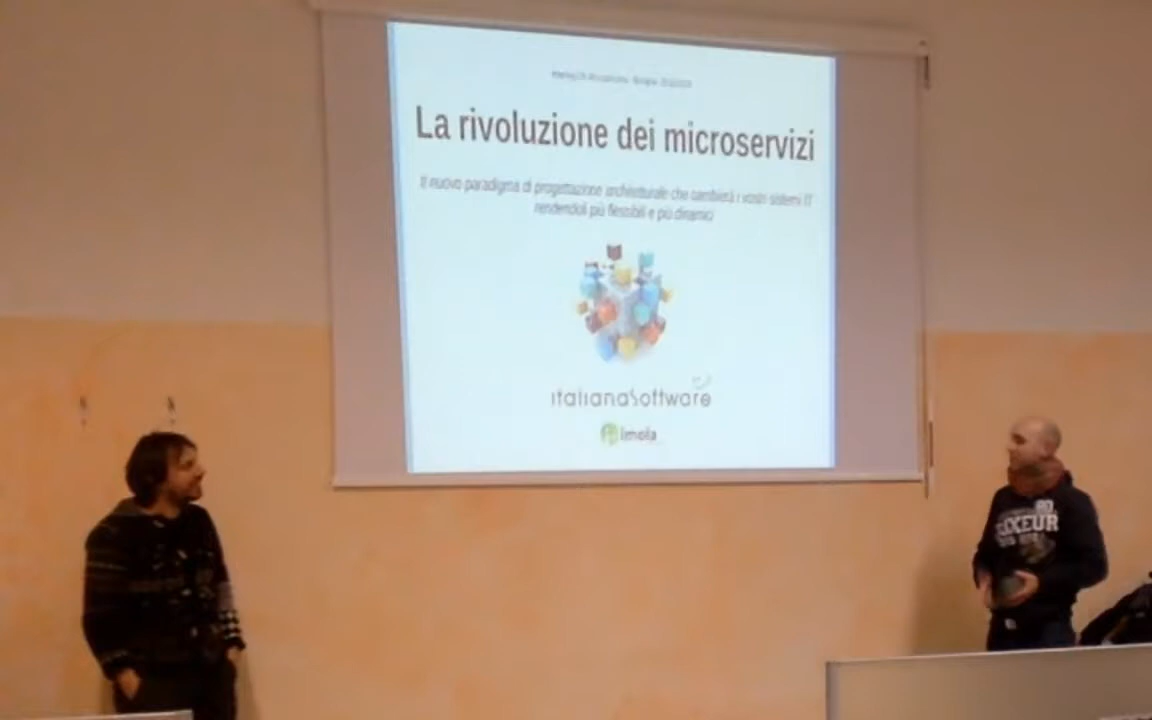 La rivoluzione dei microservizi
Il nuovo paradigma di progettazione architetturale che cambierà i vostri sistemi IT
rendendoli più flessibili e più dinamici
italianaSoftware
imola